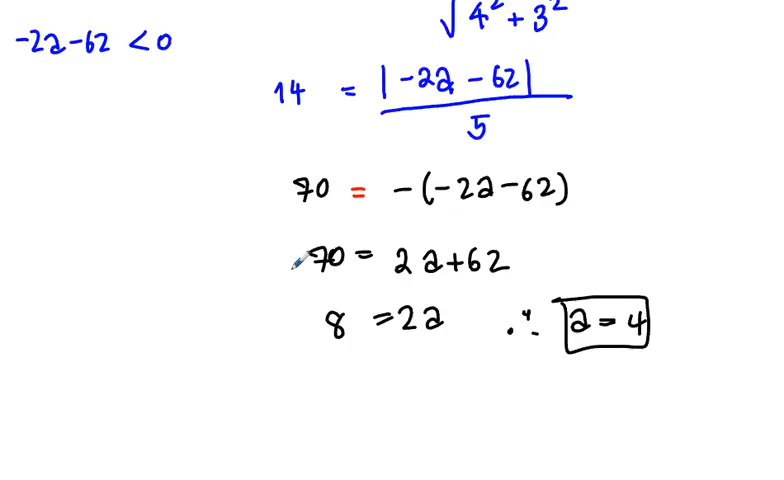 √4² + 3²
-2a-62 < 0
14 = |-2a - 62| / 5
70 = -(-2a-62)
70 = 2a+62
8 = 2a ∴ a = 4